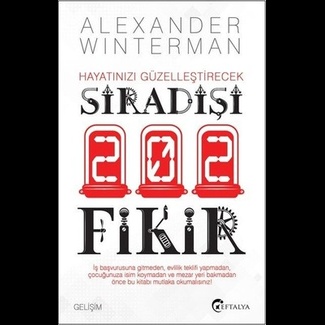 ALEXANDER
WINTERMAN
HAYATINIZI GÜZELLEŞTİRECEK
SIRADIŞI
202
FİKİR
İş başvurusuna gitmeden, evlilik teklifi yapmadan,
çocuğunuza isim koymadan ve mezar yeri bakmadan
önce bu kitabı mutlaka okumalısınız!
GELİŞİM
EFTALYA